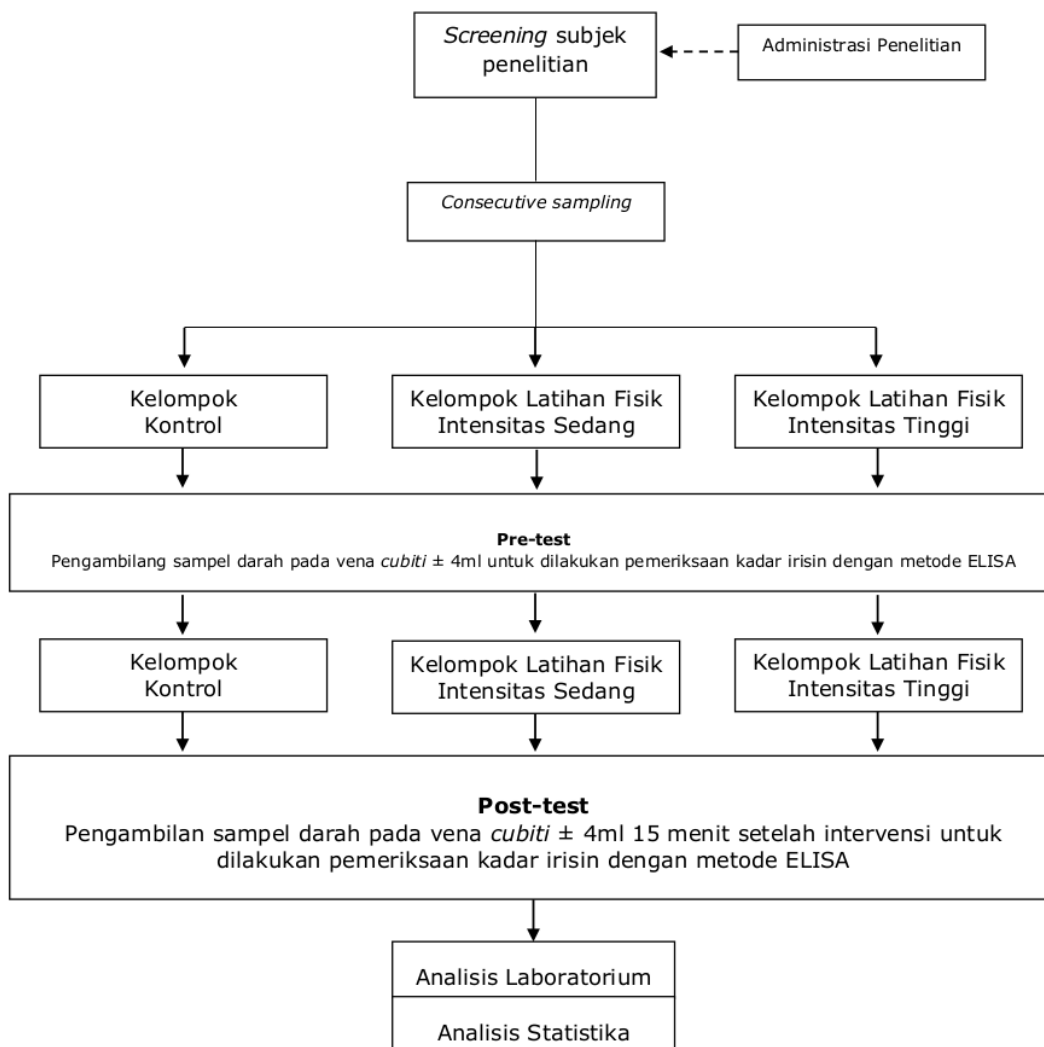 Screening subjek
penelitian
Administrasi Penelitian
Consecutive sampling
Kelompok
Kontrol
Kelompok Latihan Fisik
Intensitas Sedang
Kelompok Latihan Fisik
Intensitas Tinggi
Pre-test
Pengambilang sampel darah pada vena cubiti ± 4ml untuk dilakukan pemeriksaan kadar irisin dengan metode ELISA
Kelompok
Kontrol
Kelompok Latihan Fisik
Intensitas Sedang
Kelompok Latihan Fisik
Intensitas Tinggi
Post-test
Pengambilan sampel darah pada vena cubiti ± 4ml 15 menit setelah intervensi untuk
dilakukan pemeriksaan kadar irisin dengan metode ELISA
Analisis Laboratorium
Analisis Statistika